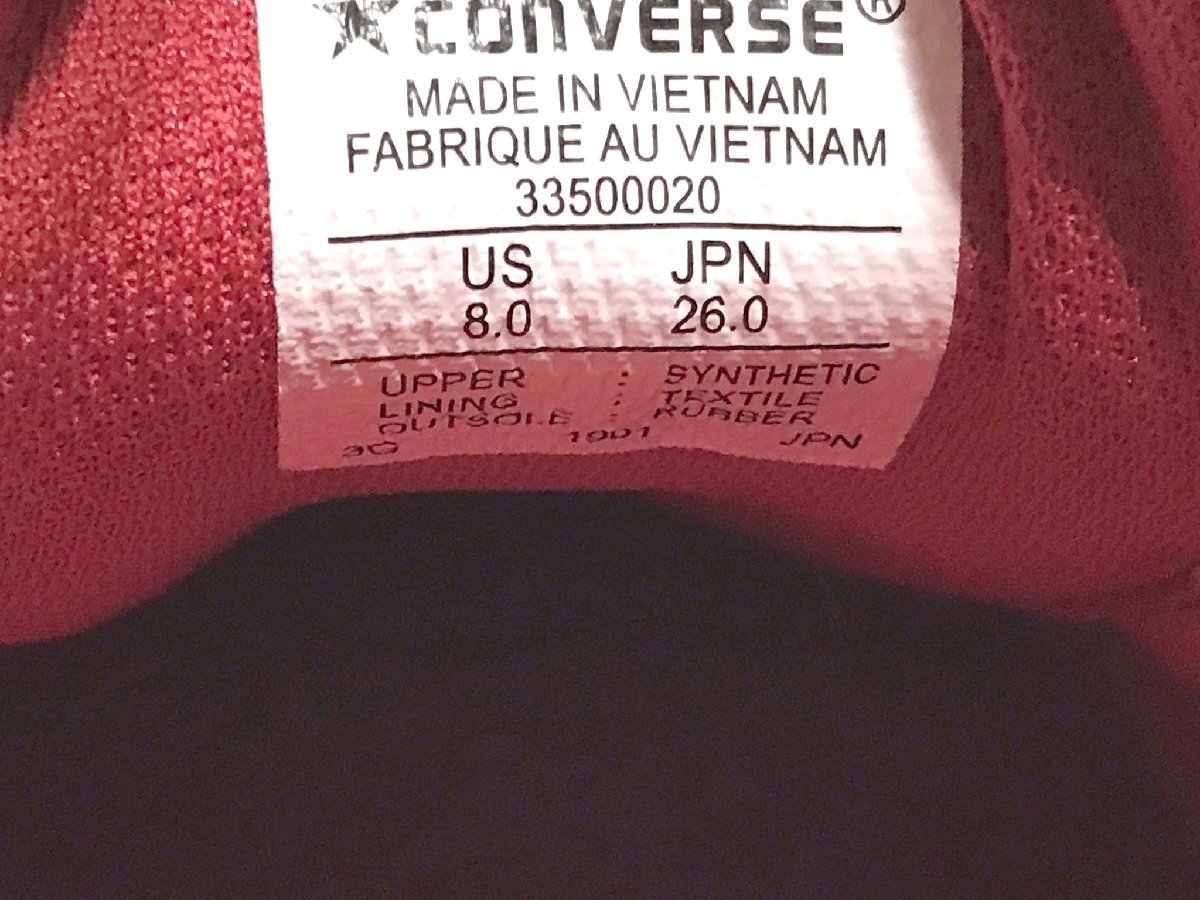 CONVERSE®
MADE IN VIETNAM
FABRIQUE AU VIETNAM
33500020
US JPN
8.0 26.0
UPPER : SYNTHETIC
LINING : TEXTILE
OUTSOLE : RUBBER
JPN